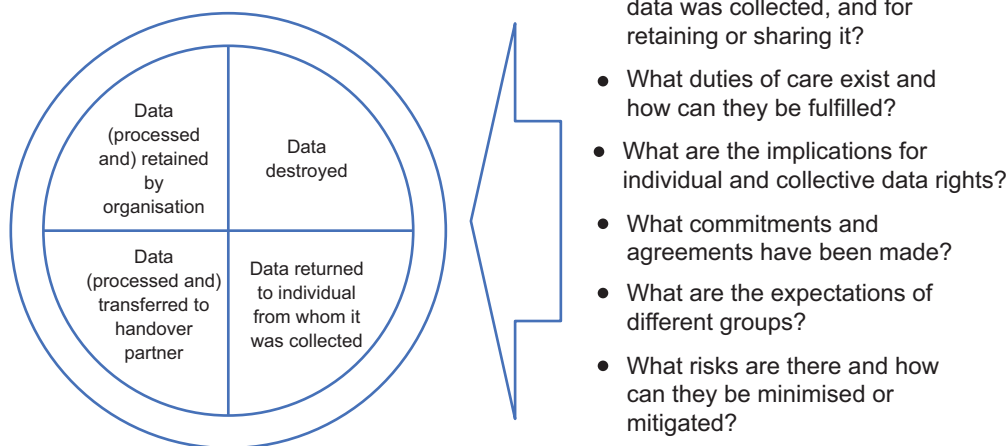 Data
(processed
and) retained
by
organisation
Data
destroyed
Data
(processed and)
transferred to
handover
partner
Data returned
to individual
from whom it
was collected
data was collected, and for
retaining or sharing it?
• What duties of care exist and
how can they be fulfilled?
• What are the implications for
individual and collective data rights?
• What commitments and
agreements have been made?
• What are the expectations of
different groups?
• What risks are there and how
can they be minimised or
mitigated?